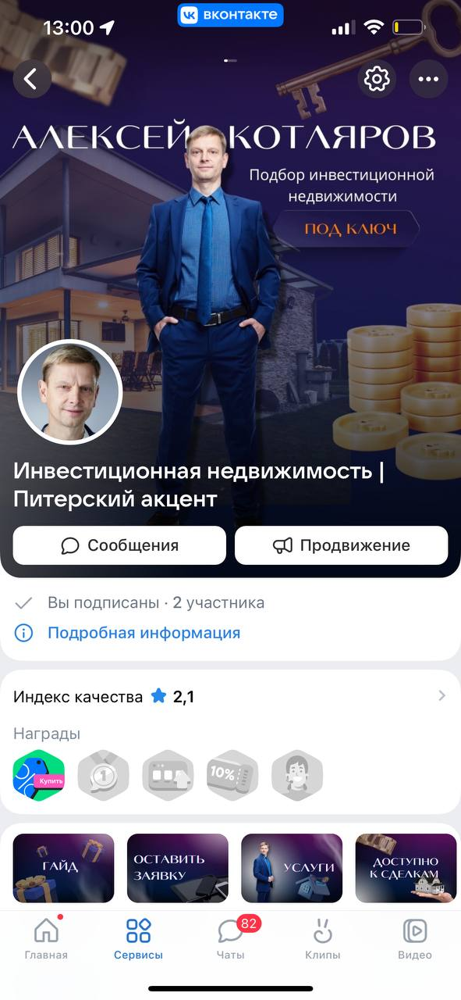 13:00
вконтакте
АЛЕКСЕЙ КОТЛЯРОВ
Подбор инвестиционной
недвижимости
ПОД КЛЮЧ
Инвестиционная недвижимость |
Питерский акцент
Сообщения
Продвижение
Вы подписаны · 2 участника
Подробная информация
Индекс качества 2,1
Награды
Купить
1
10%
ГАЙД
ОСТАВИТЬ
ЗАЯВКУ
УСЛУГИ
ДОСТУПНО
К СДЕЛКАМ
82
Главная
Сервисы
Чаты
Клипы
Видео